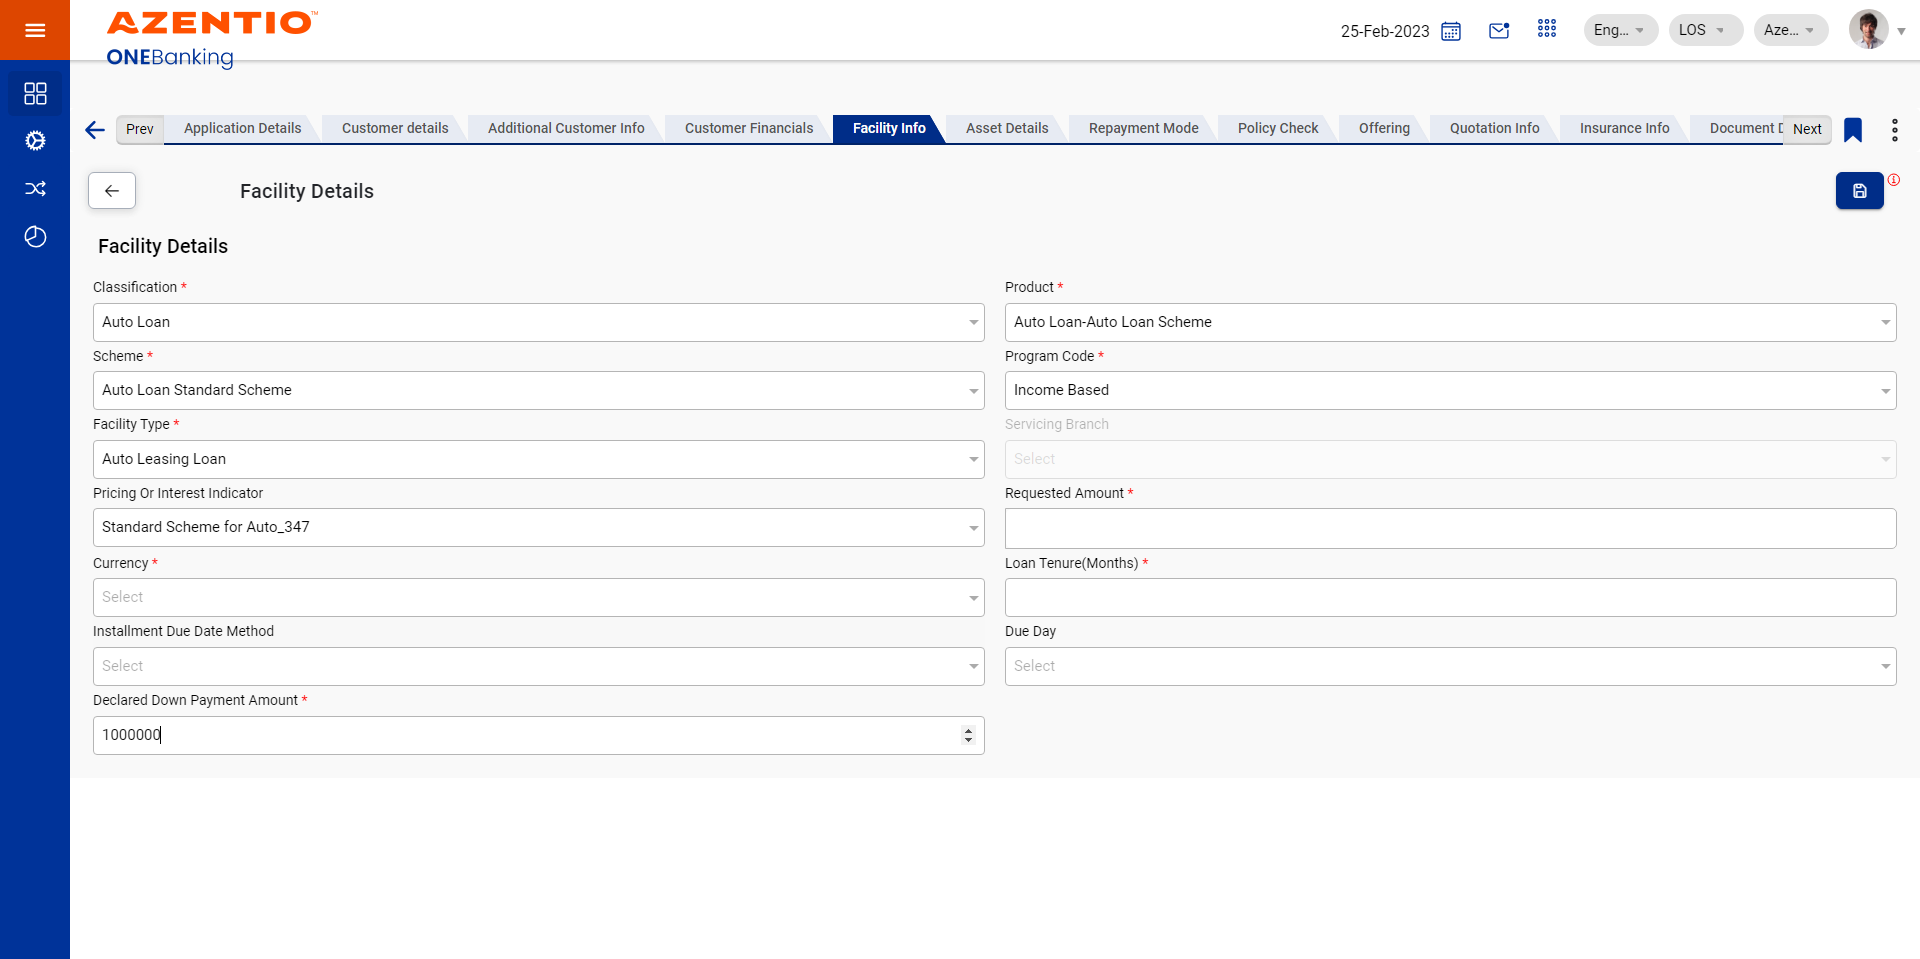 AZENTIO™
ONEBanking
25-Feb-2023
Eng...
LOS
Aze...
Prev
Application Details
Customer details
Additional Customer Info
Customer Financials
Facility Info
Asset Details
Repayment Mode
Policy Check
Offering
Quotation Info
Insurance Info
Document D
Next
Facility Details
Facility Details
Classification *
Product *
Auto Loan
Auto Loan-Auto Loan Scheme
Scheme *
Program Code *
Auto Loan Standard Scheme
Income Based
Facility Type *
Servicing Branch
Auto Leasing Loan
Select
Pricing Or Interest Indicator
Requested Amount *
Standard Scheme for Auto_347
Currency *
Loan Tenure(Months) *
Select
Installment Due Date Method
Due Day
Select
Select
Declared Down Payment Amount *
1000000